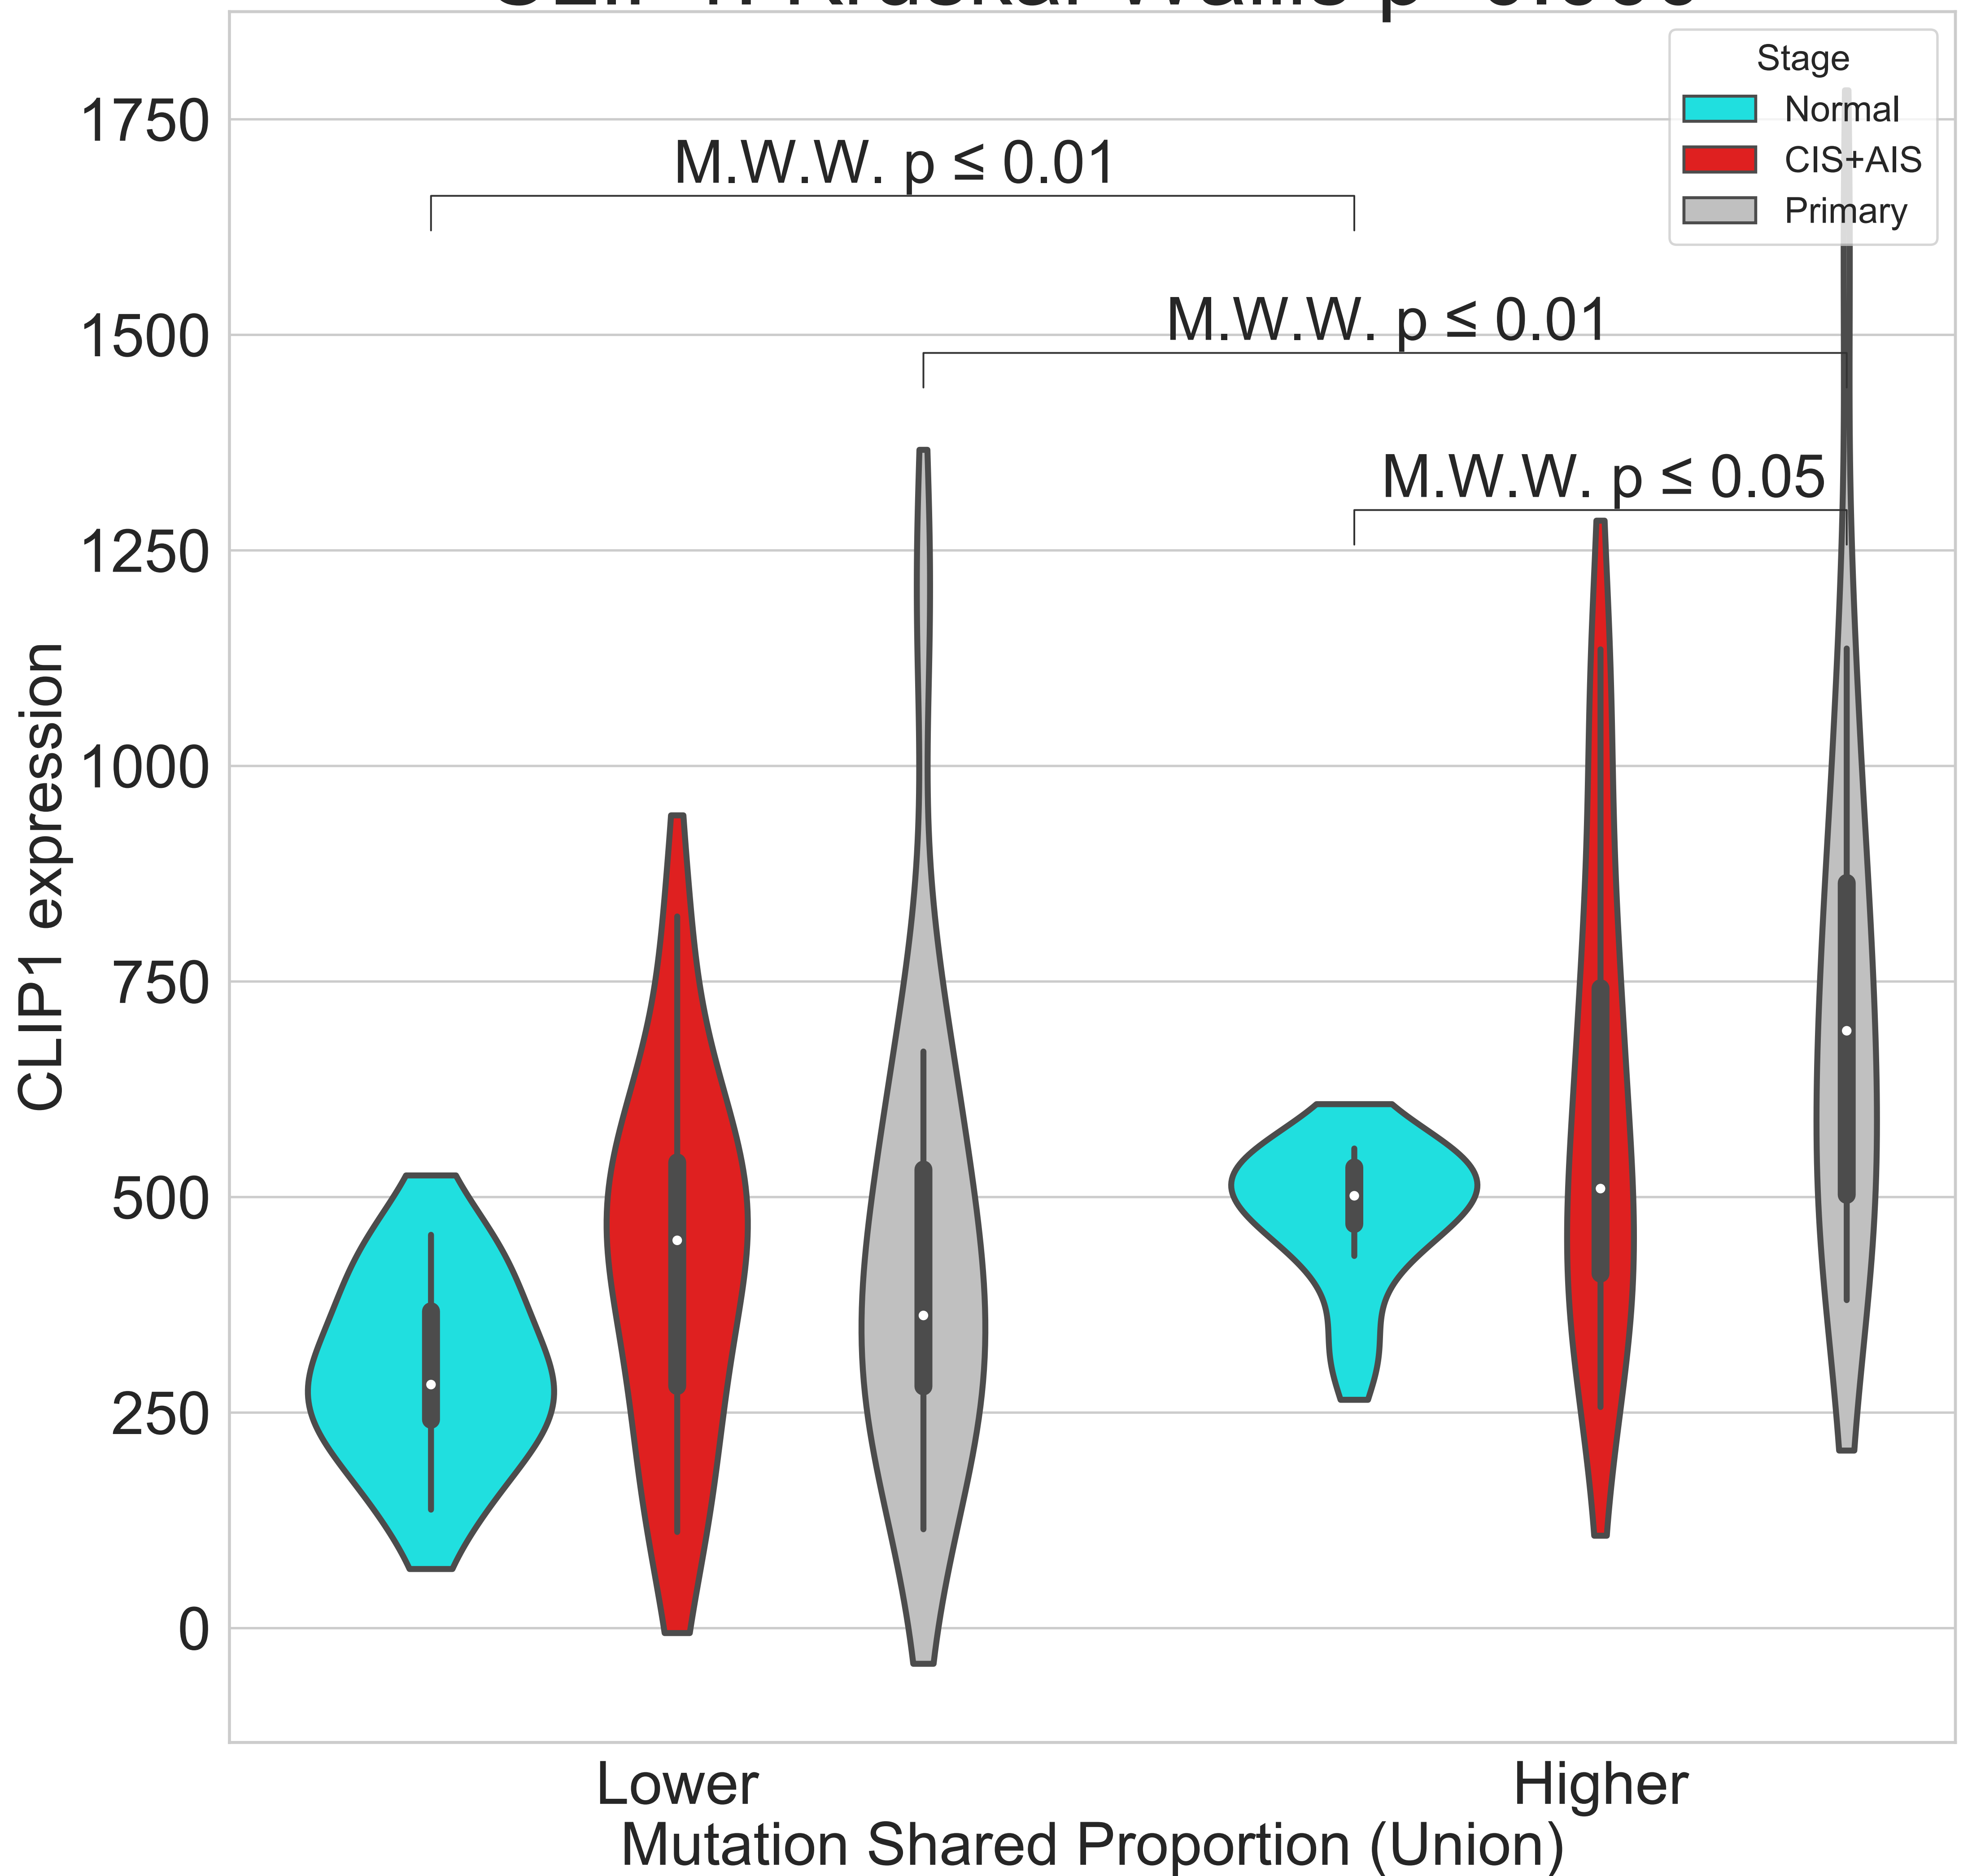 Stage
Normal
CIS+AIS
Primary
M.W.W. p ≤ 0.01
M.W.W. p ≤ 0.01
M.W.W. p ≤ 0.05
1750
1500
1250
1000
750
500
250
0
CLIP1 expression
Lower
Higher
Mutation Shared Proportion (Union)